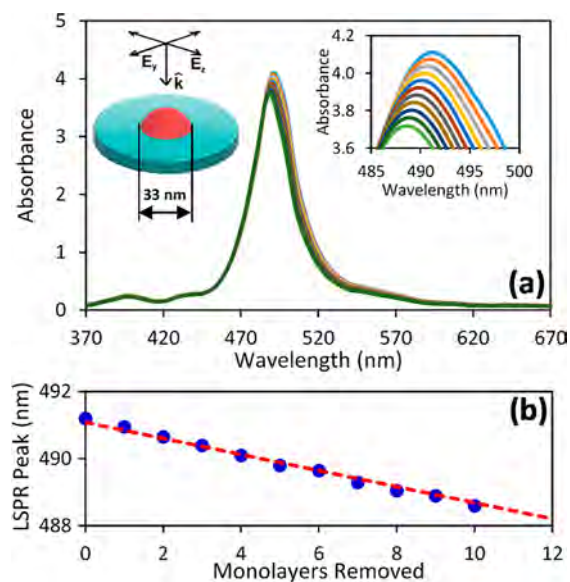 5
4
3
2
1
0
Absorbance
E_y
E_z
k̂
33 nm
4.2
4.0
3.8
3.6
Absorbance
485 490 495 500
Wavelength (nm)
(a)
370 420 470 520 570 620 670
Wavelength (nm)
492
490
488
LSPR Peak (nm)
(b)
0 2 4 6 8 10 12
Monolayers Removed